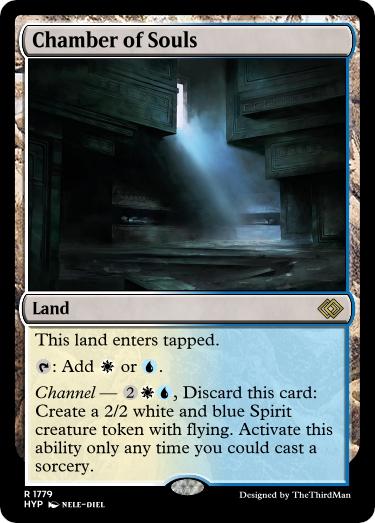 Chamber of Souls
Land
This land enters tapped.
: Add or .
Channel — 2 , Discard this card:
Create a 2/2 white and blue Spirit
creature token with flying. Activate this
ability only any time you could cast a
sorcery.
R 1779
HYP NELE-DIEL
Designed by TheThirdMan